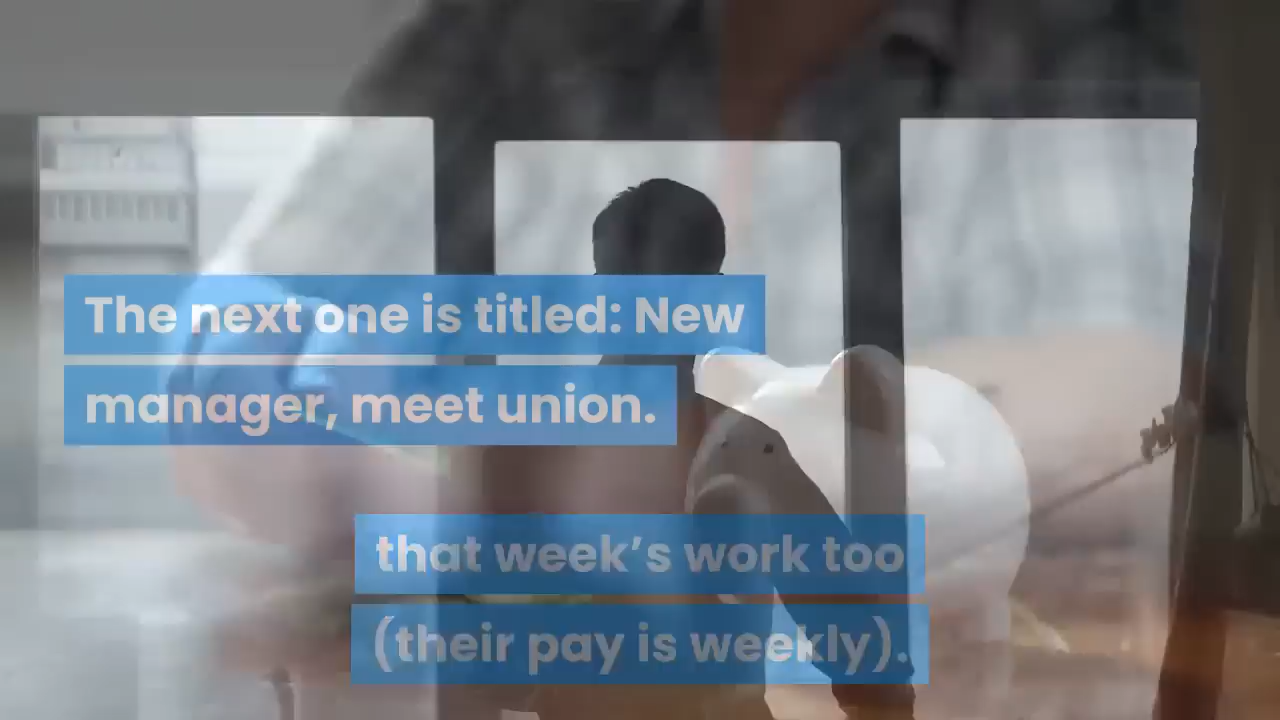 The next one is titled: New
manager, meet union.
that week’s work too
(their pay is weekly).